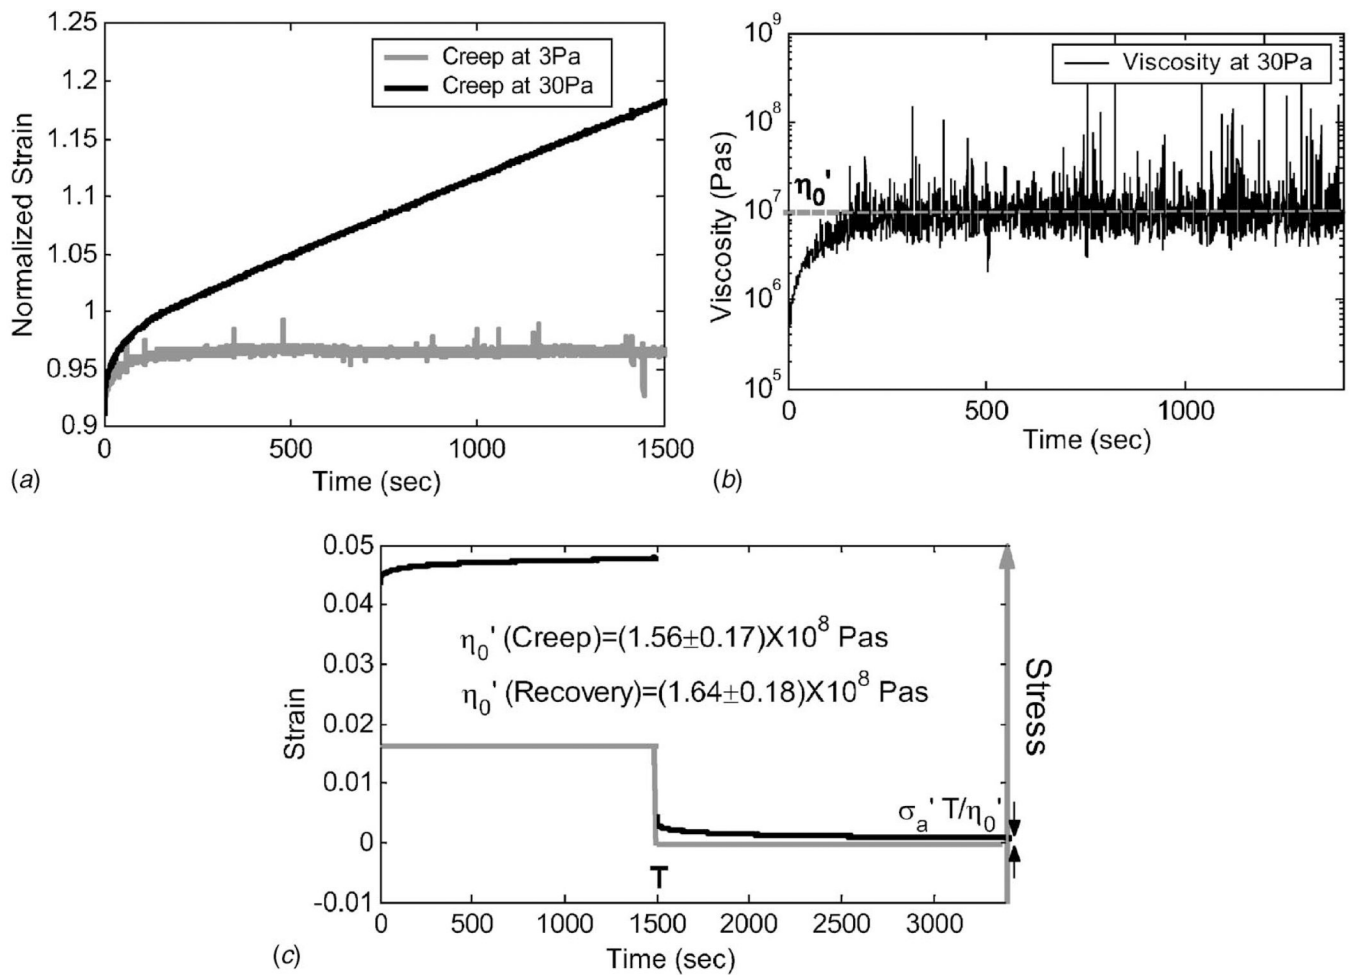 1.25
1.2
1.15
1.1
1.05
1
0.95
0.9
Normalized Strain
Creep at 3Pa
Creep at 30Pa
0
500
1000
1500
Time (sec)
(a)
10^9
10^8
10^7
10^6
10^5
Viscosity (Pas)
Viscosity at 30Pa
η0'
0
500
1000
Time (sec)
(b)
0.05
0.04
0.03
0.02
0.01
0
-0.01
Strain
η0' (Creep)=(1.56±0.17)X10^8 Pas
η0' (Recovery)=(1.64±0.18)X10^8 Pas
σa' T/η0'
T
Stress
0
500
1000
1500
2000
2500
3000
Time (sec)
(c)